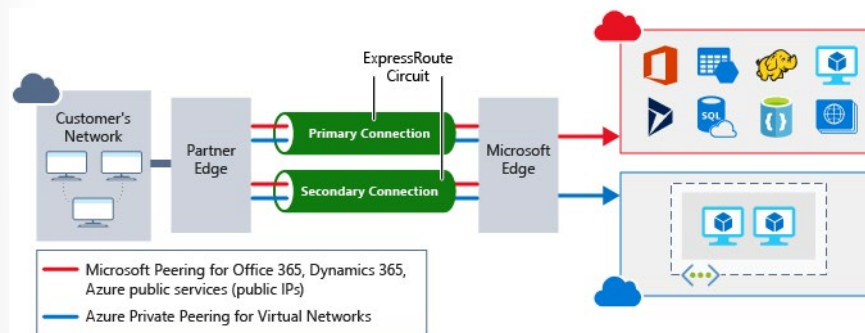 ExpressRoute
Circuit
Customer's
Network
Partner
Edge
Primary Connection
Secondary Connection
Microsoft
Edge
SQL
Microsoft Peering for Office 365, Dynamics 365,
Azure public services (public IPs)
Azure Private Peering for Virtual Networks